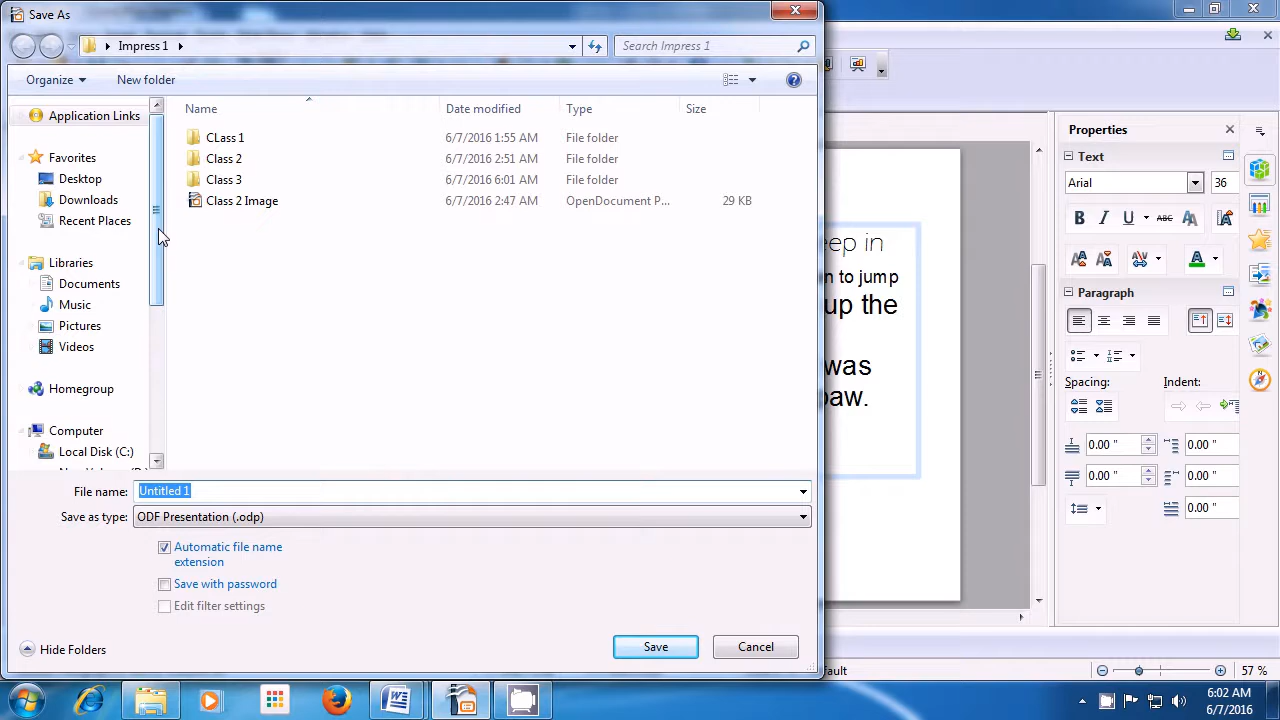 Save As
Impress 1
Search Impress 1
Organize
New folder
Name
Date modified
Type
Size
Application Links
Favorites
Desktop
Downloads
Recent Places
Libraries
Documents
Music
Pictures
Videos
Homegroup
Computer
Local Disk (C:)
CLass 1 6/7/2016 1:55 AM File folder
Class 2 6/7/2016 2:51 AM File folder
Class 3 6/7/2016 6:01 AM File folder
Class 2 Image 6/7/2016 2:47 AM OpenDocument P... 29 KB
File name: Untitled 1
Save as type: ODF Presentation (.odp)
Automatic file name
extension
Save with password
Edit filter settings
Hide Folders
Save
Cancel
eep in
n to jump
up the
was
paw.
Properties
Text
Arial
36
B I U ABC A
Paragraph
Spacing:
Indent:
0.00 "
0.00 "
0.00 "
0.00 "
0.00 "
fault
57 %
6:02 AM
6/7/2016